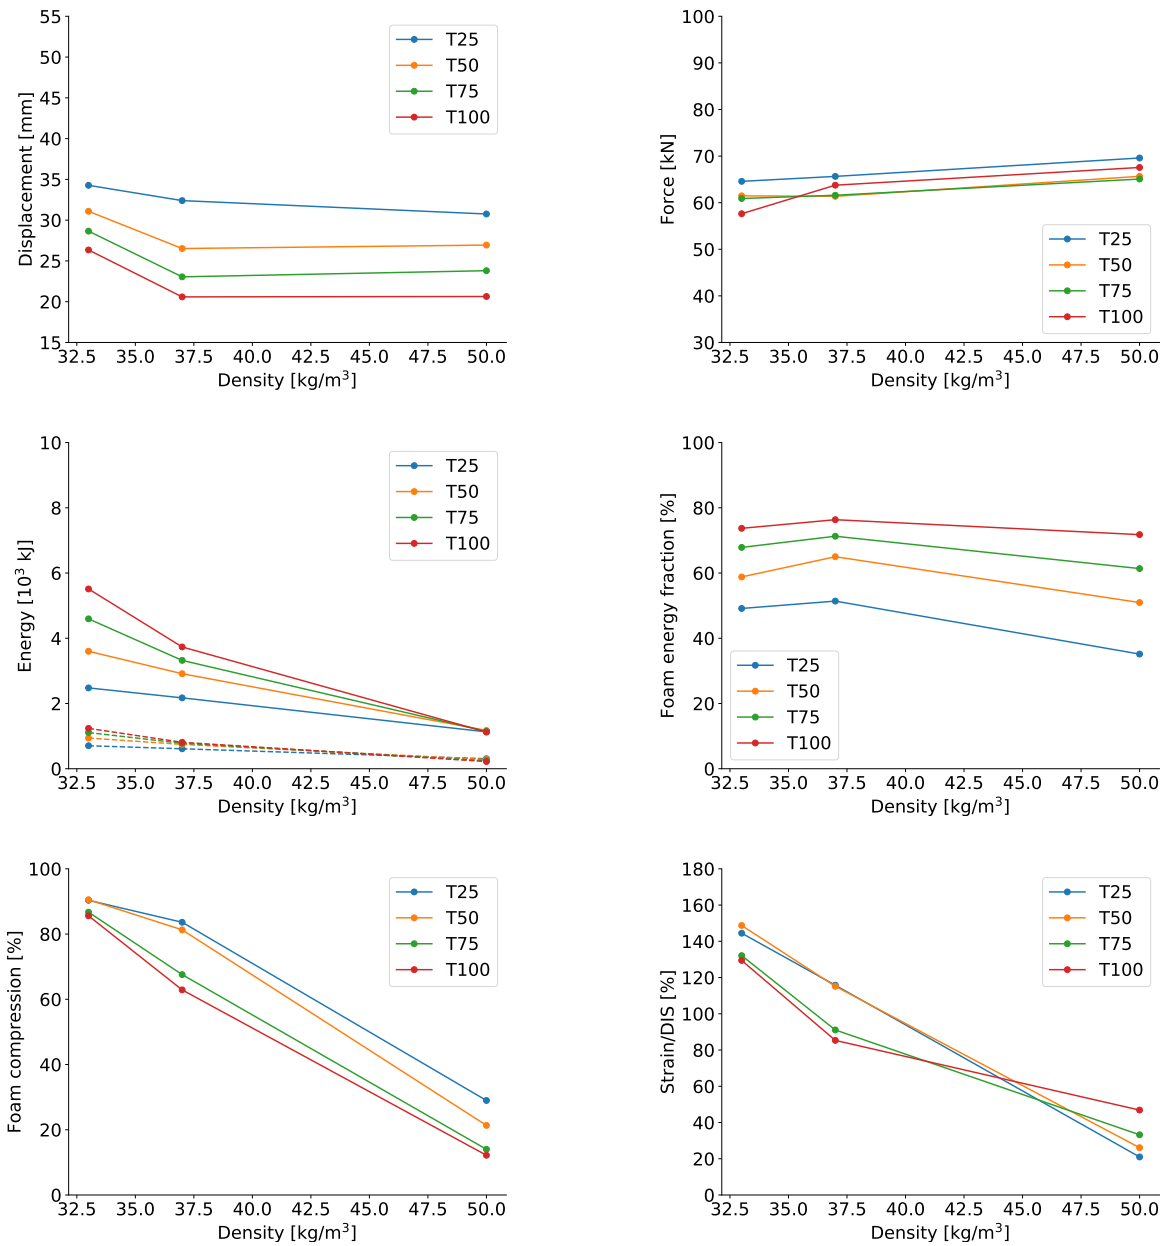 55
50
45
40
35
30
25
20
15
Displacement [mm]
T25
T50
T75
T100
32.5 35.0 37.5 40.0 42.5 45.0 47.5 50.0
Density [kg/m³]
100
90
80
70
60
50
40
30
Force [kN]
T25
T50
T75
T100
32.5 35.0 37.5 40.0 42.5 45.0 47.5 50.0
Density [kg/m³]
10
8
6
4
2
0
Energy [10³ kJ]
T25
T50
T75
T100
32.5 35.0 37.5 40.0 42.5 45.0 47.5 50.0
Density [kg/m³]
100
80
60
40
20
0
Foam energy fraction [%]
T25
T50
T75
T100
32.5 35.0 37.5 40.0 42.5 45.0 47.5 50.0
Density [kg/m³]
100
80
60
40
20
0
Foam compression [%]
T25
T50
T75
T100
32.5 35.0 37.5 40.0 42.5 45.0 47.5 50.0
Density [kg/m³]
180
160
140
120
100
80
60
40
20
0
Strain/DIS [%]
T25
T50
T75
T100
32.5 35.0 37.5 40.0 42.5 45.0 47.5 50.0
Density [kg/m³]